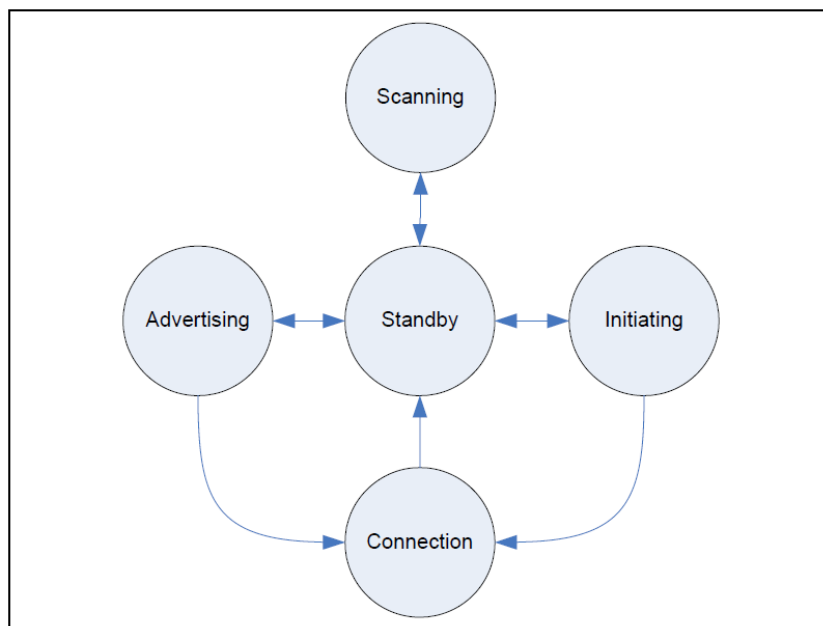 Scanning
Advertising
Standby
Initiating
Connection